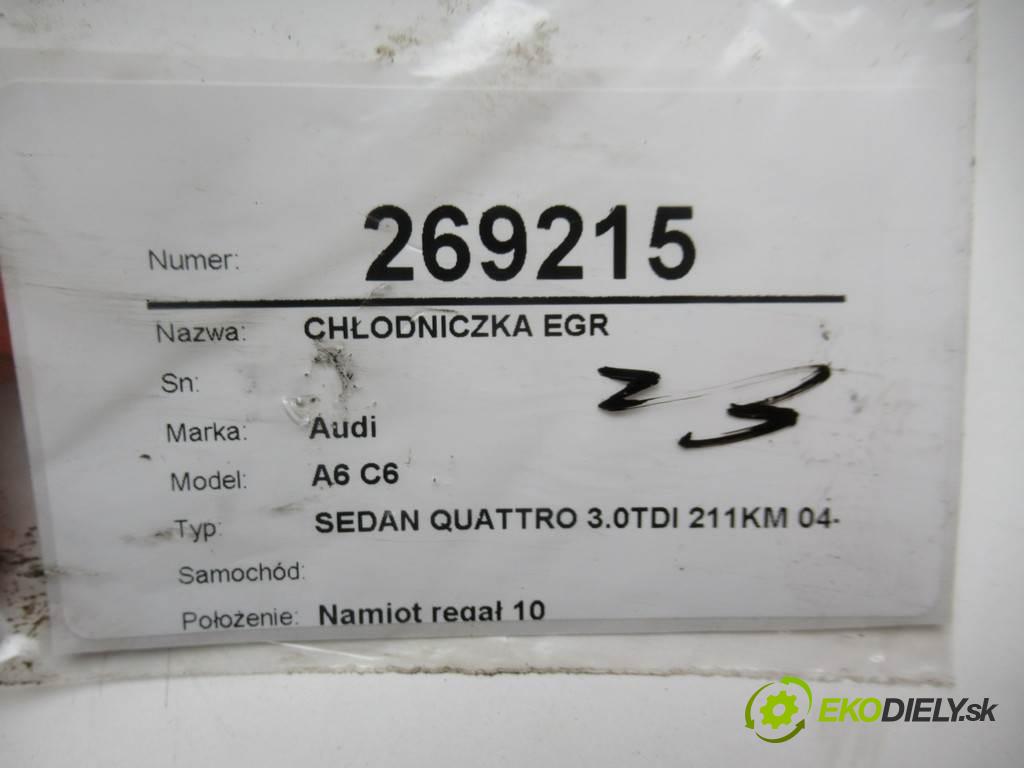 Numer: 269215
Nazwa: CHŁODNICZKA EGR
Sn:
23
Marka: Audi
Model: A6 C6
Typ: SEDAN QUATTRO 3.0TDI 211KM 04-
Samochód:
Położenie: Namiot regał 10
EKODIELY.sk